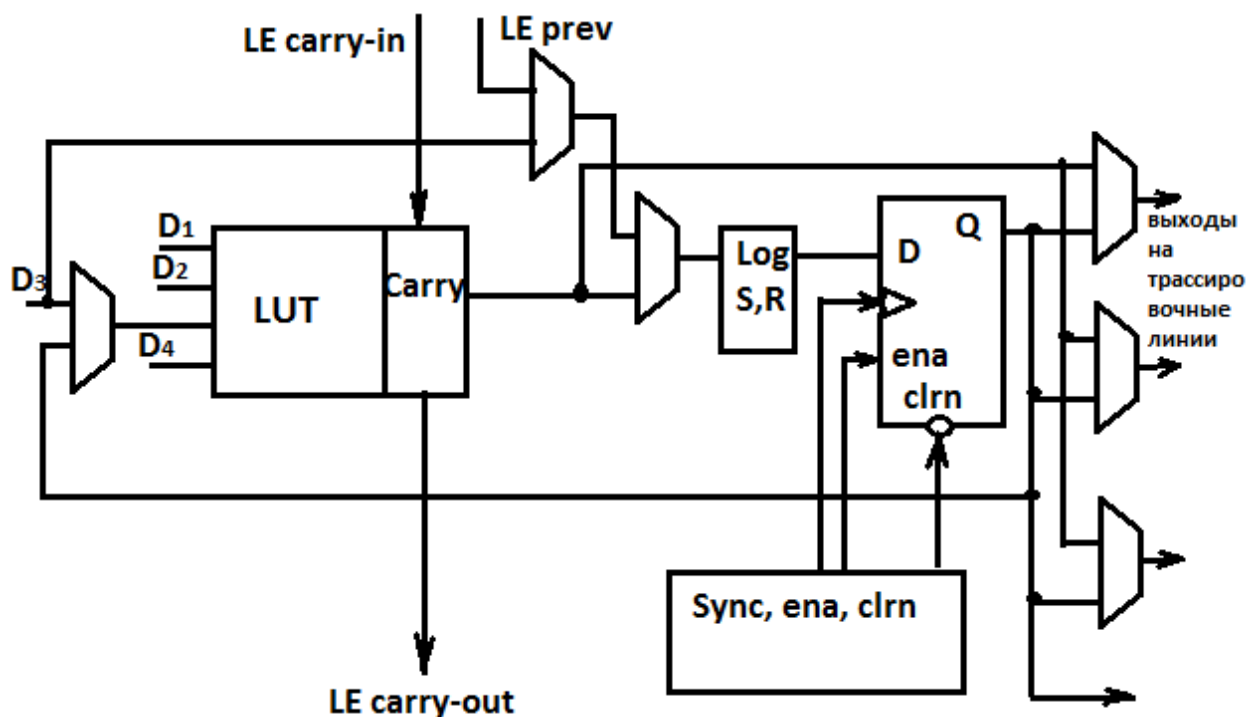 LE carry-in
LE prev
D1
D2
D3
D4
LUT
Carry
Log
S,R
D
Q
ena
clrn
выходы
на
трассиро
вочные
линии
Sync, ena, clrn
LE carry-out